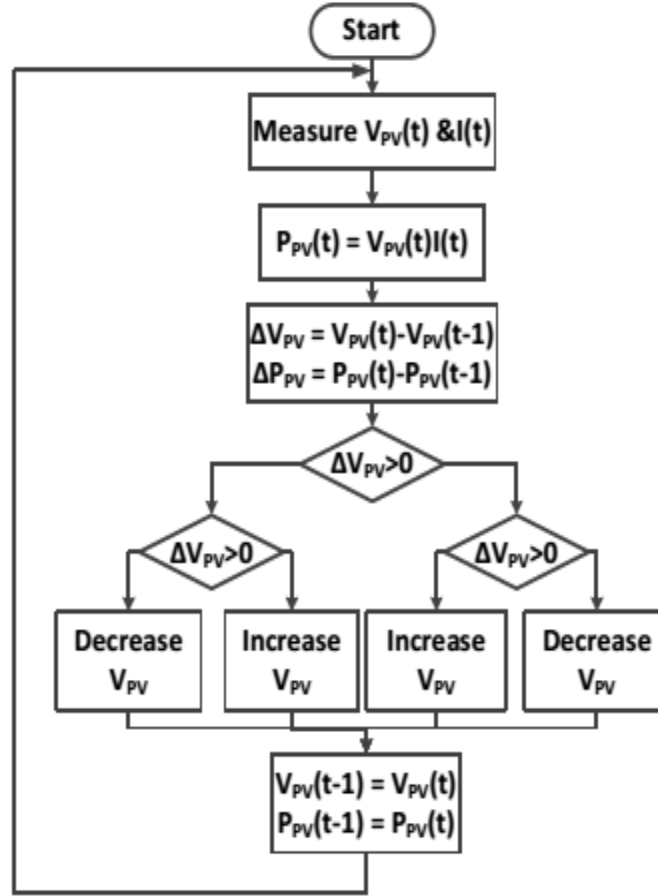 Start
Measure V_PV(t) &I(t)
P_PV(t) = V_PV(t)I(t)
ΔV_PV = V_PV(t)-V_PV(t-1)
ΔP_PV = P_PV(t)-P_PV(t-1)
ΔV_PV>0
ΔV_PV>0
ΔV_PV>0
Decrease
V_PV
Increase
V_PV
Increase
V_PV
Decrease
V_PV
V_PV(t-1) = V_PV(t)
P_PV(t-1) = P_PV(t)